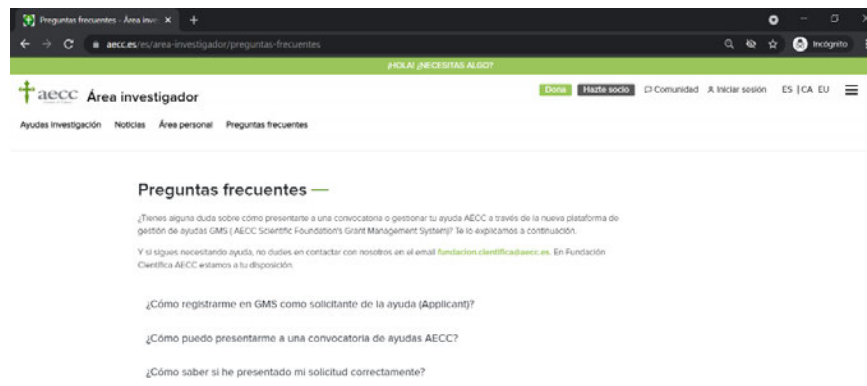 Preguntas frecuentes - Área inve
aecc.es/es/area-investigador/preguntas-frecuentes
Incógnito
¡HOLA! ¿NECESITAS ALGO?
aecc Área investigador
Dona Hazte socio Comunidad Iniciar sesión ES | CA EU
Ayudas Investigación Noticias Área personal Preguntas frecuentes
Preguntas frecuentes —
¿Tienes alguna duda sobre cómo presentarte a una convocatoria o gestionar tu ayuda AECC a través de la nueva plataforma de
gestión de ayudas GMS ( AECC Scientific Foundation's Grant Management System)? Te lo explicamos a continuación.
Y si sigues necesitando ayuda, no dudes en contactar con nosotros en el email fundacion.cientifica@aecc.es. En Fundación
Científica AECC estamos a tu disposición.
¿Cómo registrarme en GMS como solicitante de la ayuda (Applicant)?
¿Cómo puedo presentarme a una convocatoria de ayudas AECC?
¿Cómo saber si he presentado mi solicitud correctamente?